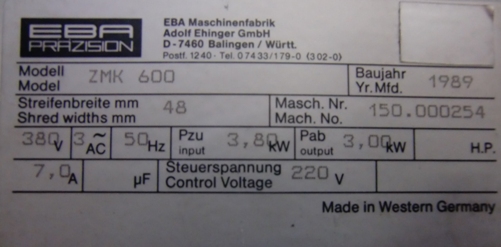 EBA
PRÄZISION
EBA Maschinenfabrik
Adolf Ehinger GmbH
D-7460 Balingen / Württ.
Postf. 1240 · Tel. 07433/179-0 (302-0)
Modell ZMK 600 Baujahr 1989
Model Yr. Mfd.
Streifenbreite mm 48 Masch. Nr. 150.000254
Shred widths mm Mach. No.
380 V 3~ AC 50 Hz Pzu input 3,80 kW Pab output 3,00 kW H.P.
7,0 A µF Steuerspannung 220 V
Control Voltage
Made in Western Germany